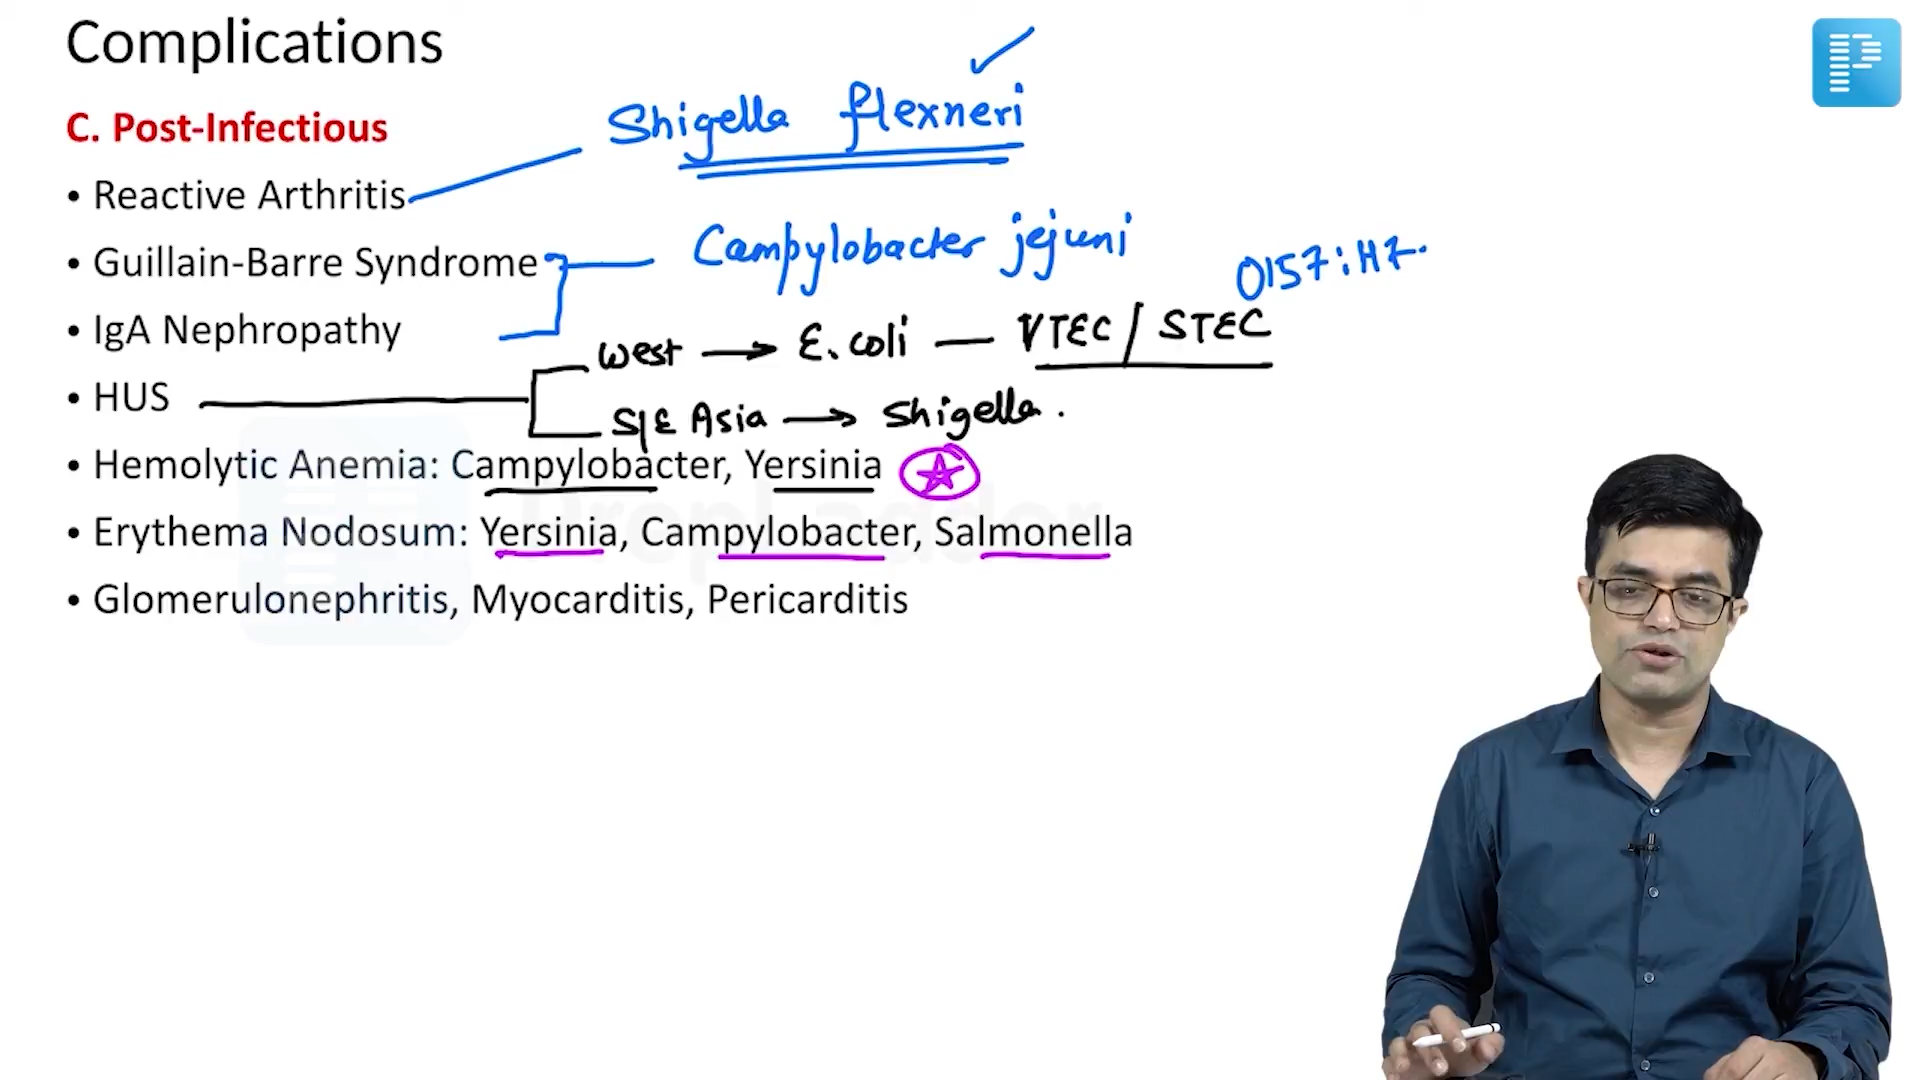 Complications
C. Post-Infectious
Shigella flexneri
• Reactive Arthritis
• Guillain-Barre Syndrome
Campylobacter jejuni
O157:H7.
• IgA Nephropathy
West → E. coli — VTEC / STEC
• HUS
S/E Asia → Shigella.
• Hemolytic Anemia: Campylobacter, Yersinia
• Erythema Nodosum: Yersinia, Campylobacter, Salmonella
• Glomerulonephritis, Myocarditis, Pericarditis
PrepLadder